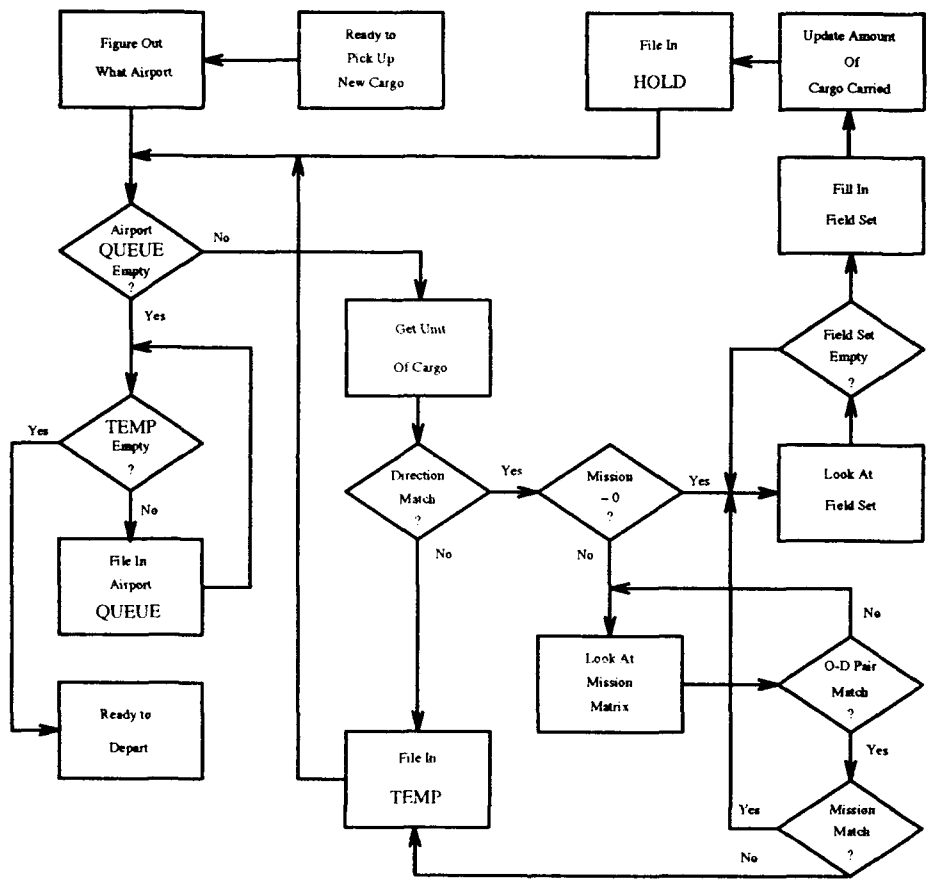 Figure Out
What Airport
Ready to
Pick Up
New Cargo
File In
HOLD
Update Amount
Of
Cargo Carried
Fill In
Field Set
Airport
QUEUE
Empty
?
No
Yes
Get Unit
Of Cargo
Field Set
Empty
?
TEMP
Empty
?
Yes
No
Direction
Match
?
Yes
No
Mission
= 0
?
Yes
No
Look At
Field Set
File In
Airport
QUEUE
Look At
Mission
Matrix
No
O-D Pair
Match
?
Yes
Ready to
Depart
File In
TEMP
Mission
Match
?
Yes
No